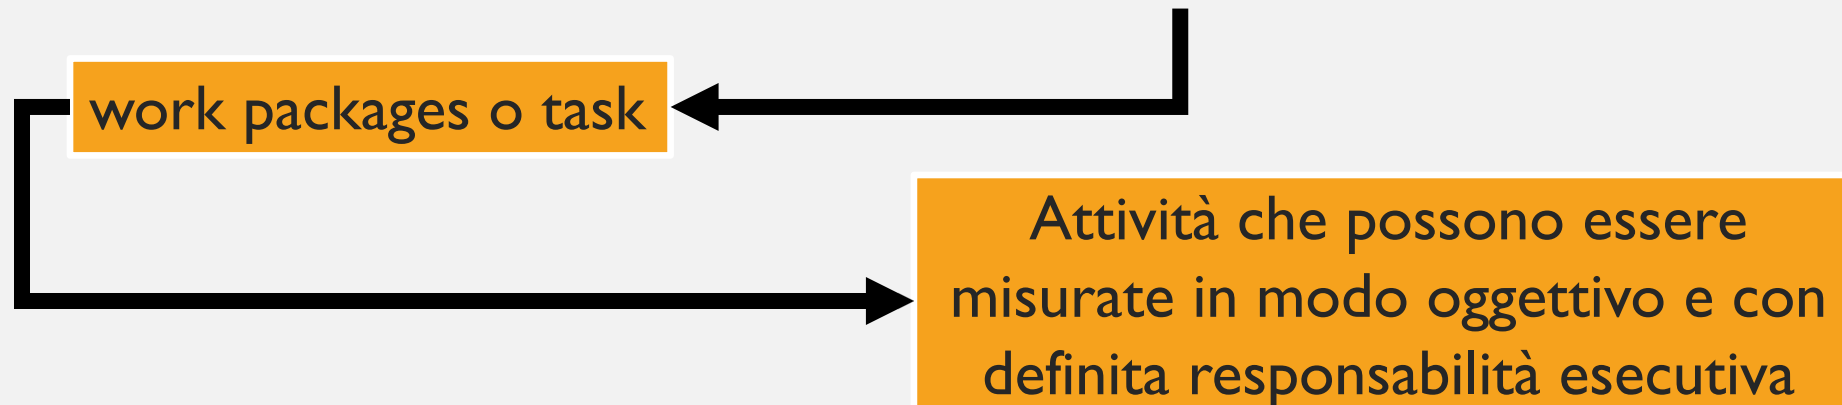 work packages o task
Attività che possono essere
misurate in modo oggettivo e con
definita responsabilità esecutiva